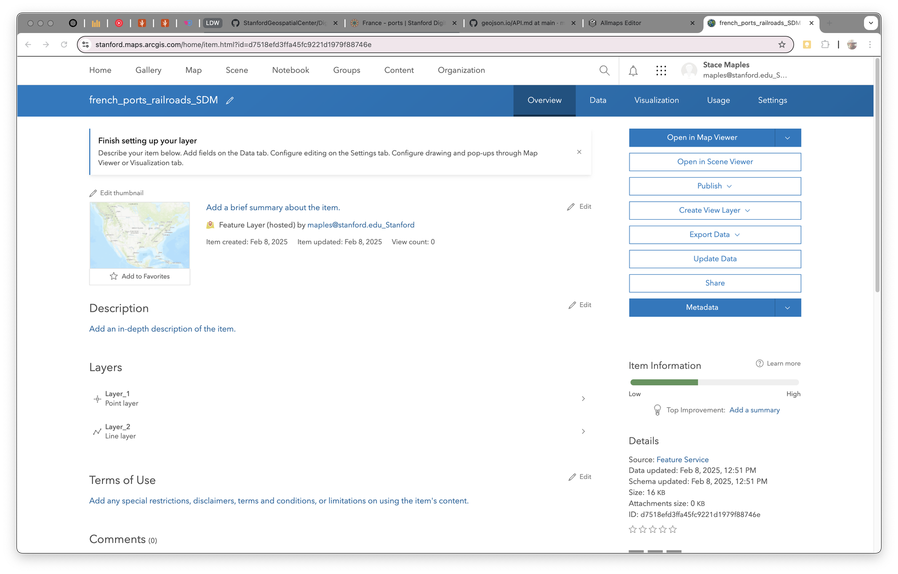 LDW
StanfordGeospatialCenter/Dig
France - ports | Stanford Digit
geojson.io/API.md at main · m
Allmaps Editor
french_ports_railroads_SDM
stanford.maps.arcgis.com/home/item.html?id=d7518efd3ffa45fc9221d1979f88746e
Home
Gallery
Map
Scene
Notebook
Groups
Content
Organization
Stace Maples
maples@stanford.edu_S...
french_ports_railroads_SDM
Overview
Data
Visualization
Usage
Settings
Finish setting up your layer
Describe your item below. Add fields on the Data tab. Configure editing on the Settings tab. Configure drawing and pop-ups through Map
Viewer or Visualization tab.
Edit thumbnail
Add to Favorites
Add a brief summary about the item.
Edit
Feature Layer (hosted) by maples@stanford.edu_Stanford
Item created: Feb 8, 2025 Item updated: Feb 8, 2025 View count: 0
Description
Edit
Add an in-depth description of the item.
Layers
Layer_1
Point layer
Layer_2
Line layer
Terms of Use
Edit
Add any special restrictions, disclaimers, terms and conditions, or limitations on using the item's content.
Comments (0)
Open in Map Viewer
Open in Scene Viewer
Publish
Create View Layer
Export Data
Update Data
Share
Metadata
Item Information
Learn more
Low
High
Top Improvement: Add a summary
Details
Source: Feature Service
Data updated: Feb 8, 2025, 12:51 PM
Schema updated: Feb 8, 2025, 12:51 PM
Size: 16 KB
Attachments size: 0 KB
ID: d7518efd3ffa45fc9221d1979f88746e